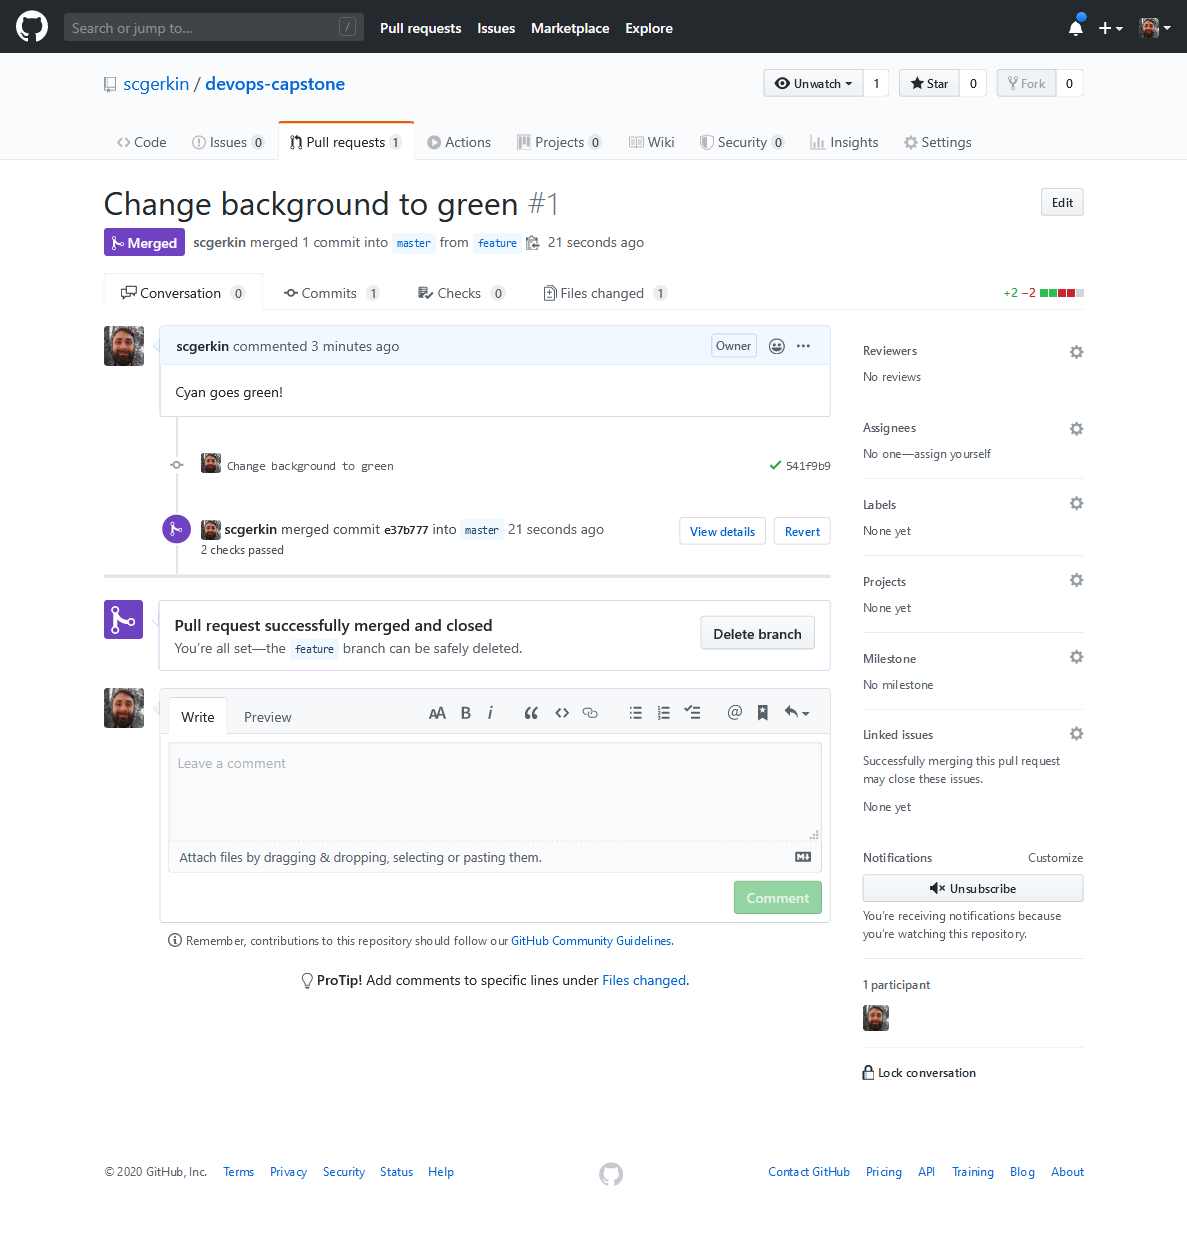 Search or jump to...
/
Pull requests Issues Marketplace Explore
scgerkin / devops-capstone
Unwatch 1 Star 0 Fork 0
Code Issues 0 Pull requests 1 Actions Projects 0 Wiki Security 0 Insights Settings
Change background to green #1
Edit
Merged scgerkin merged 1 commit into master from feature 21 seconds ago
Conversation 0 Commits 1 Checks 0 Files changed 1 +2 −2
scgerkin commented 3 minutes ago Owner
Cyan goes green!
Change background to green 541f9b9
scgerkin merged commit e37b777 into master 21 seconds ago View details Revert
2 checks passed
Pull request successfully merged and closed
You're all set—the feature branch can be safely deleted.
Delete branch
Write Preview
AA B i
Leave a comment
Attach files by dragging & dropping, selecting or pasting them.
Comment
Remember, contributions to this repository should follow our GitHub Community Guidelines.
ProTip! Add comments to specific lines under Files changed.
Reviewers
No reviews
Assignees
No one—assign yourself
Labels
None yet
Projects
None yet
Milestone
No milestone
Linked issues
Successfully merging this pull request
may close these issues.
None yet
Notifications Customize
Unsubscribe
You're receiving notifications because
you're watching this repository.
1 participant
Lock conversation
© 2020 GitHub, Inc. Terms Privacy Security Status Help
Contact GitHub Pricing API Training Blog About